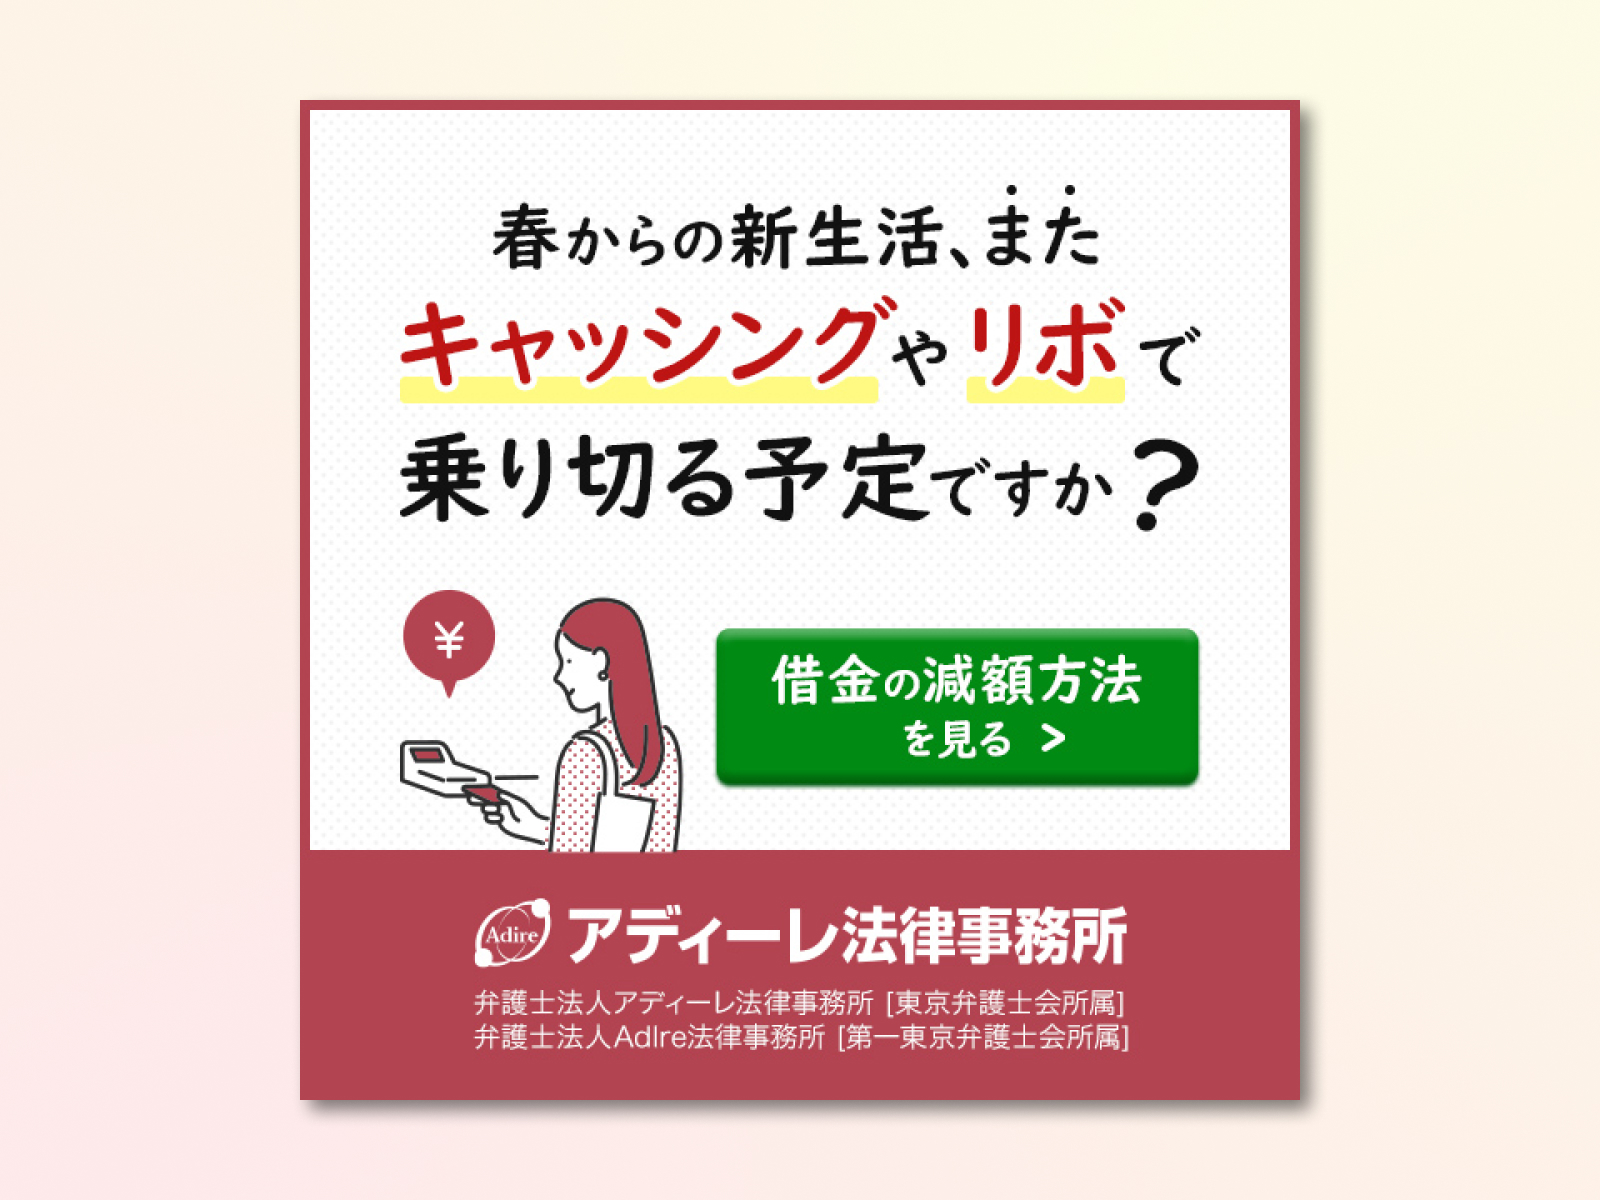 春からの新生活、また
キャッシングやリボで
乗り切る予定ですか?
¥
借金の減額方法
を見る >
Adire アディーレ法律事務所
弁護士法人アディーレ法律事務所 [東京弁護士会所属]
弁護士法人AdIre法律事務所 [第一東京弁護士会所属]